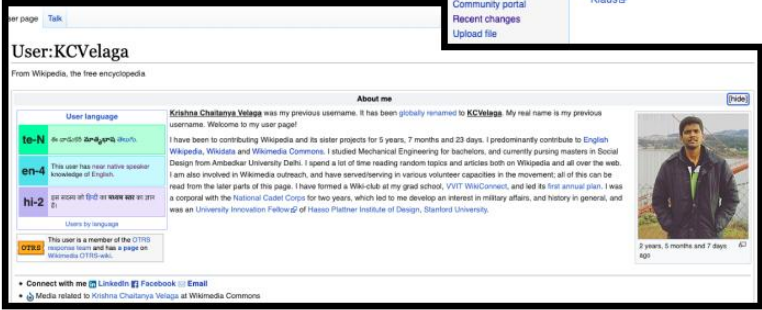 Community portal
Recent changes
Upload file
ser page Talk
User:KCVelaga
From Wikipedia, the free encyclopedia
About me
[hide]
User language
te-N ఈ వాడుకరి మాతృభాష తెలుగు.
en-4 This user has near native speaker
knowledge of English.
hi-2 इस सदस्य को हिन्दी का मध्यम स्तर का ज्ञान
है।
Users by language
OTRS This user is a member of the OTRS
response team and has a page on
Wikimedia OTRS-wiki.
Krishna Chaitanya Velaga was my previous username. It has been globally renamed to KCVelaga. My real name is my previous
username. Welcome to my user page!
I have been to contributing Wikipedia and its sister projects for 5 years, 7 months and 23 days. I predominantly contribute to English
Wikipedia, Wikidata and Wikimedia Commons. I studied Mechanical Engineering for bachelors, and currently pursing masters in Social
Design from Ambedkar University Delhi. I spend a lot of time reading random topics and articles both on Wikipedia and all over the web.
I am also involved in Wikimedia outreach, and have served/serving in various volunteer capacities in the movement; all of this can be
read from the later parts of this page. I have formed a Wiki-club at my grad school, VVIT WikiConnect, and led its first annual plan. I was
a corporal with the National Cadet Corps for two years, which led to me develop an interest in military affairs, and history in general, and
was an University Innovation Fellow of Hasso Plattner Institute of Design, Stanford University.
2 years, 5 months and 7 days
ago
• Connect with me LinkedIn Facebook Email
• Media related to Krishna Chaitanya Velaga at Wikimedia Commons